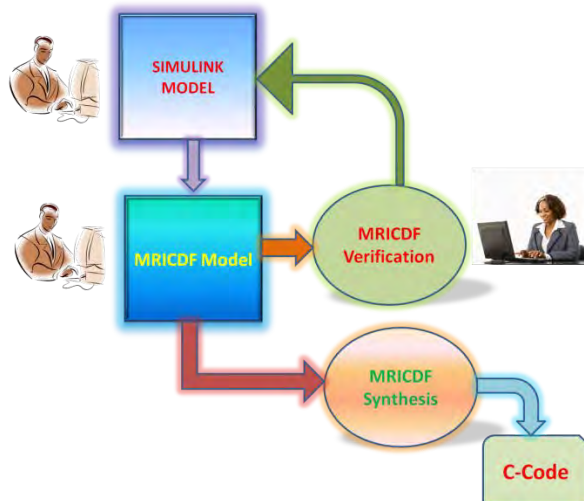 SIMULINK
MODEL
MRICDF Model
MRICDF
Verification
MRICDF
Synthesis
C-Code